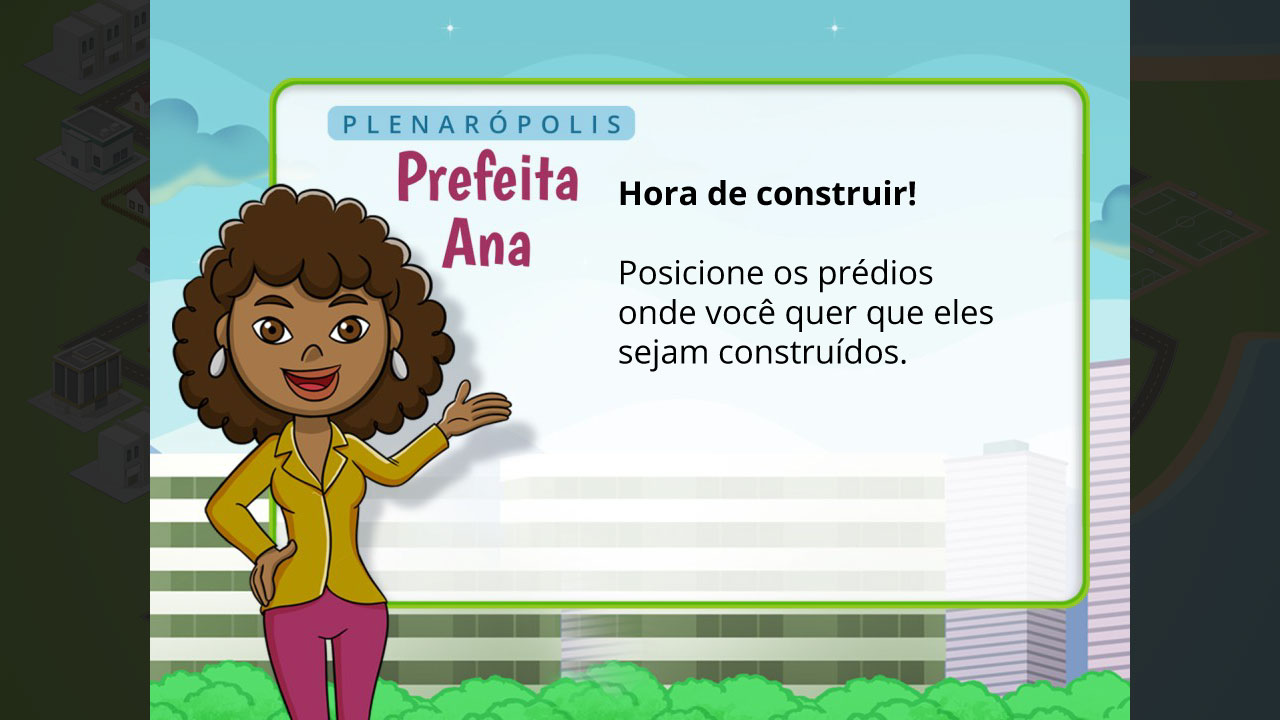 PLENARÓPOLIS
Prefeita
Ana
Hora de construir!
Posicione os prédios
onde você quer que eles
sejam construídos.